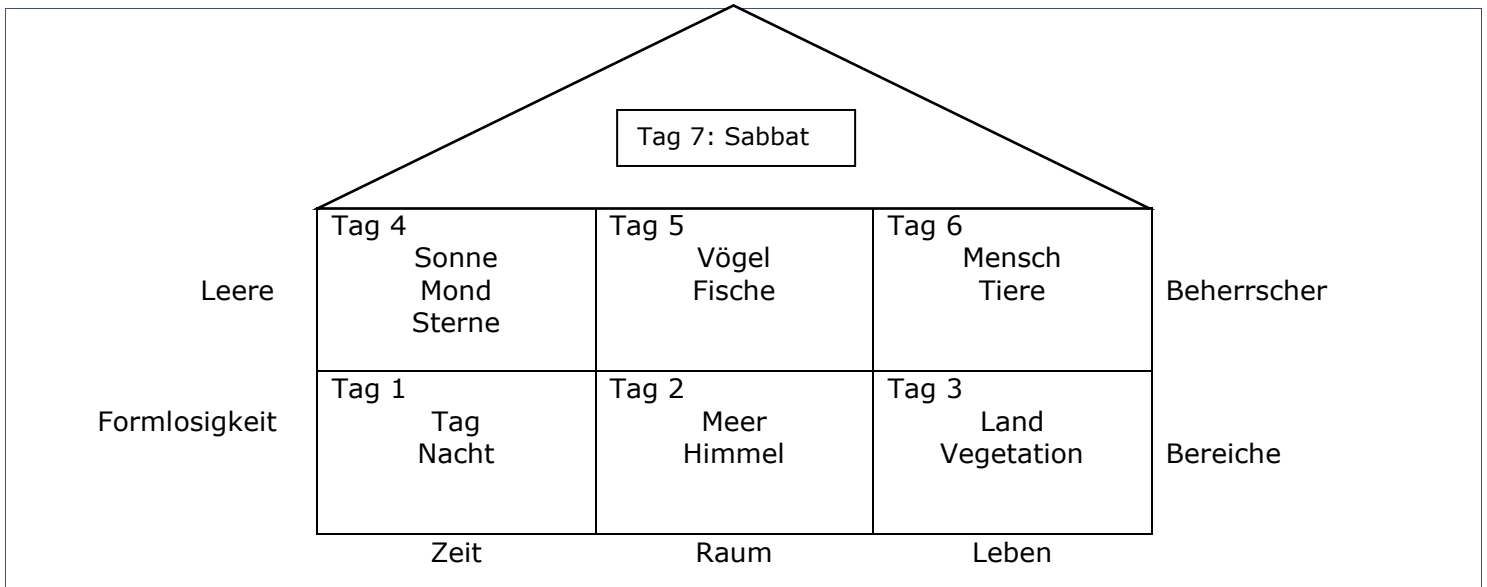 Tag 7: Sabbat
Tag 4
Sonne
Mond
Sterne
Tag 5
Vögel
Fische
Tag 6
Mensch
Tiere
Leere
Beherrscher
Tag 1
Tag
Nacht
Tag 2
Meer
Himmel
Tag 3
Land
Vegetation
Formlosigkeit
Bereiche
Zeit
Raum
Leben